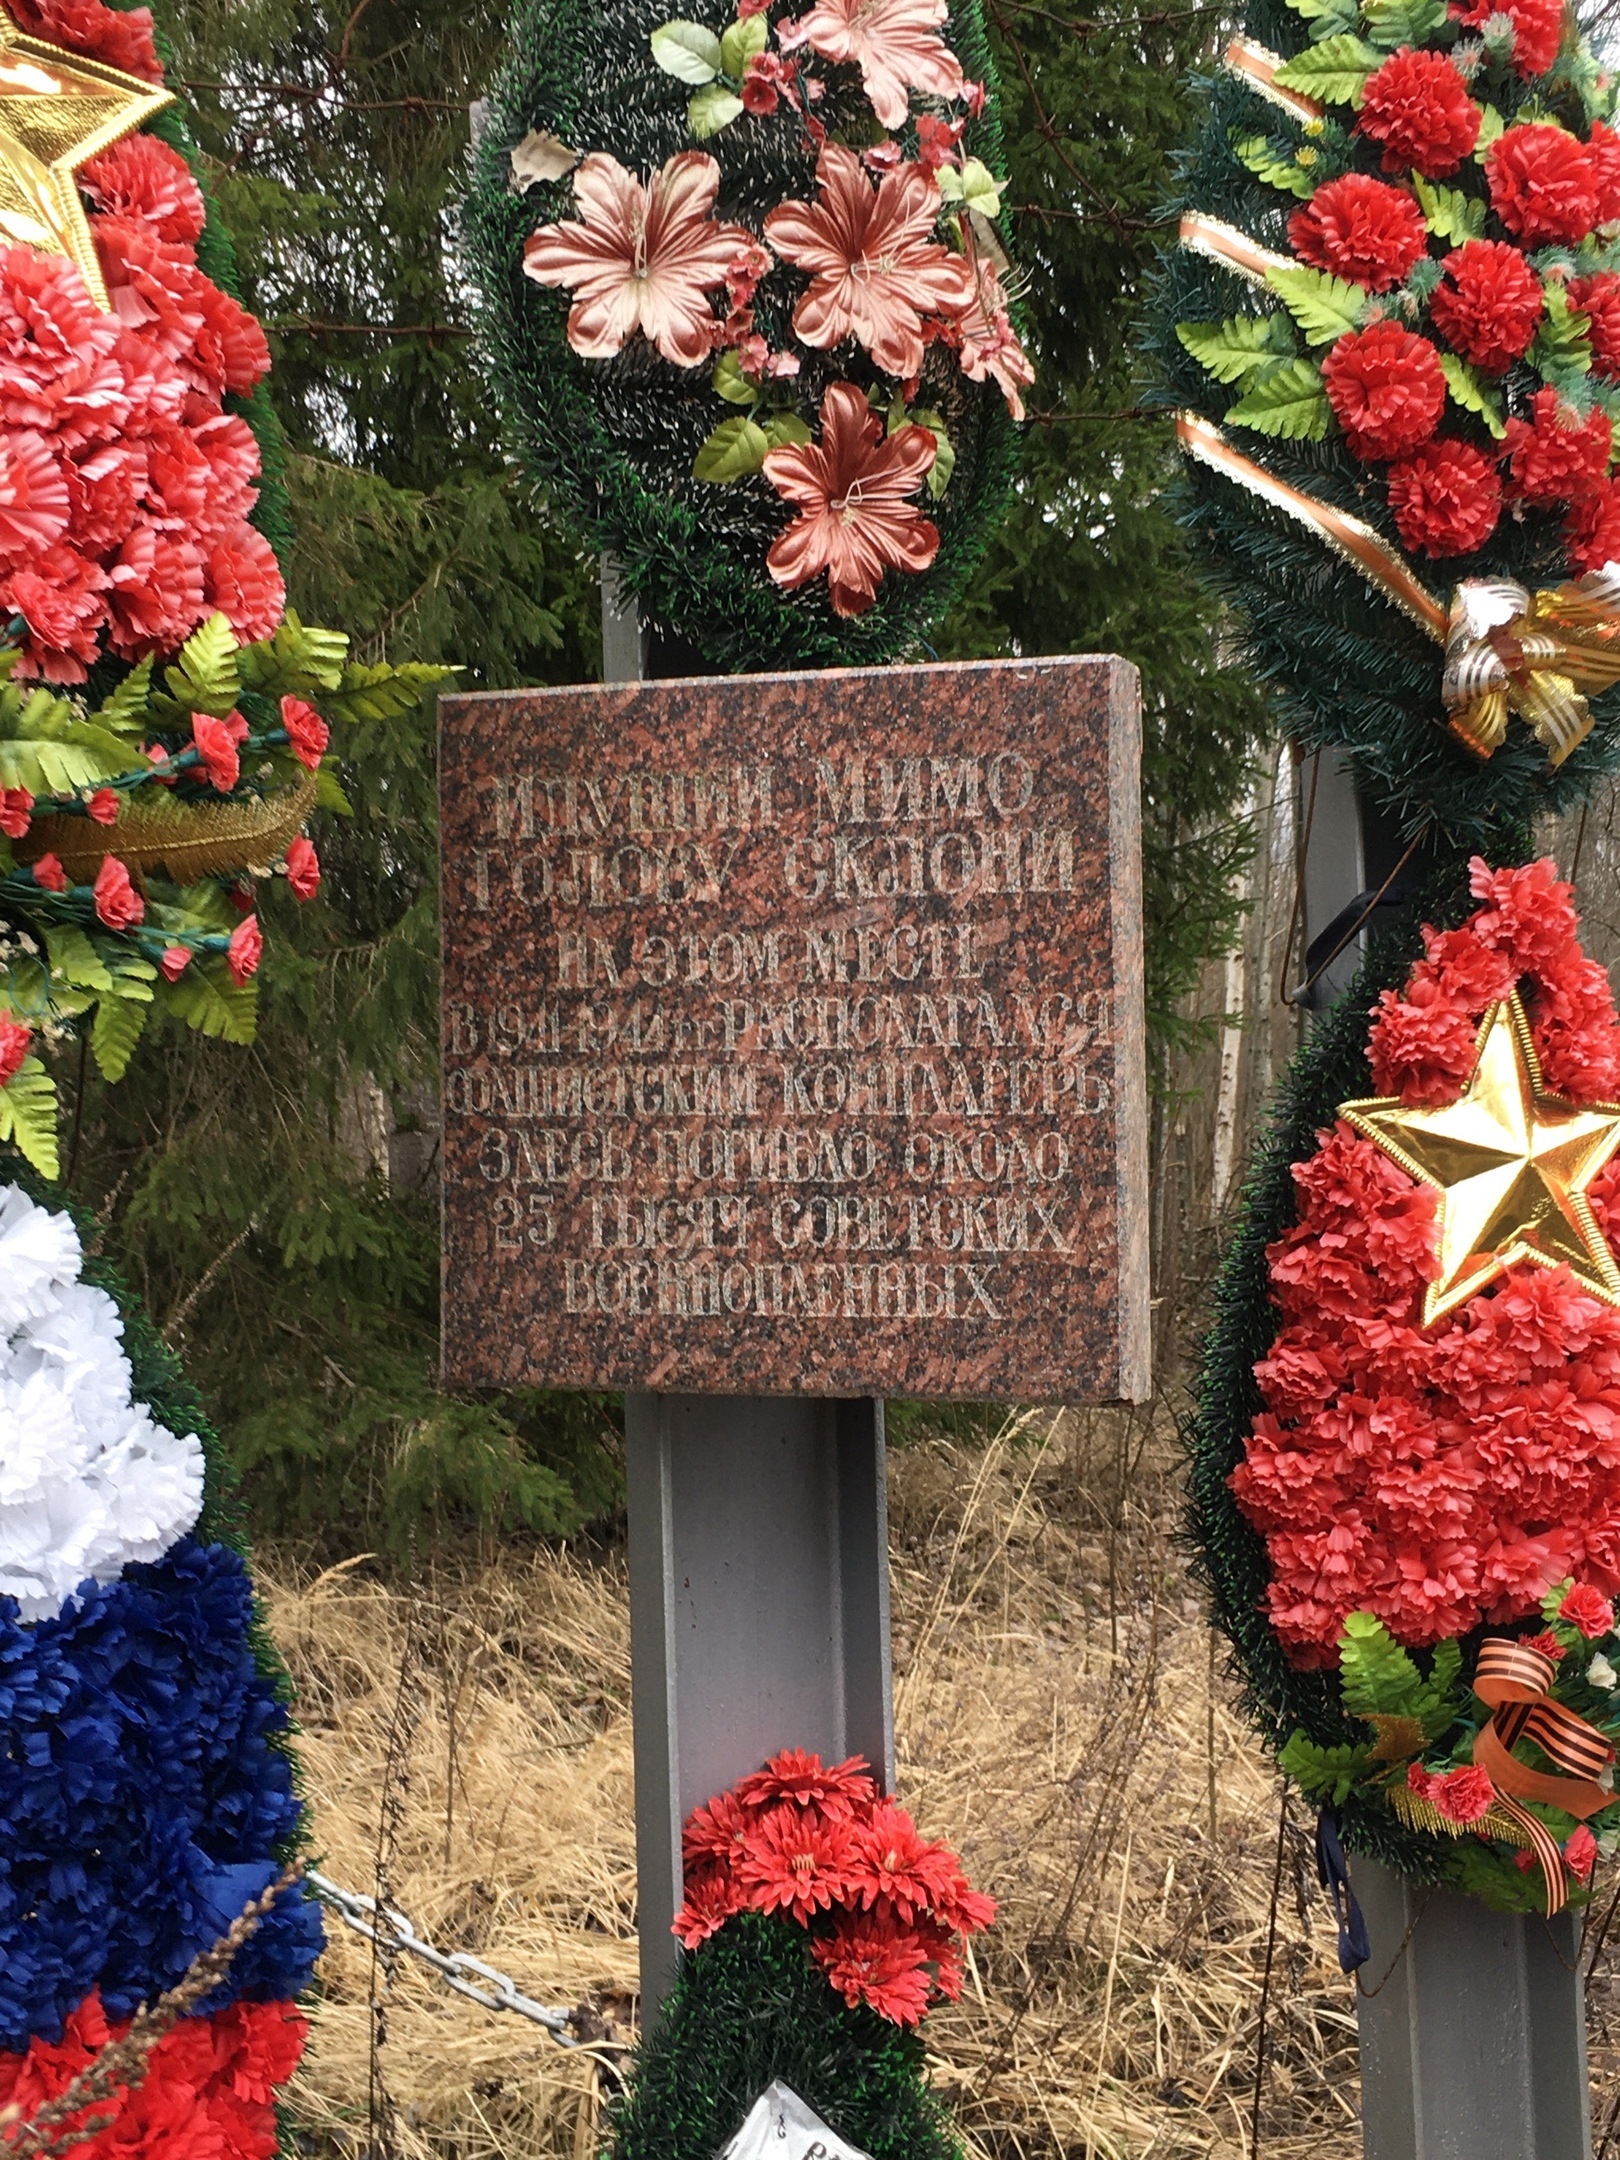 ИДУЩИЙ МИМО
ГОЛОВУ СКЛОНИ
НА ЭТОМ МЕСТЕ
В 1941-1944 гг РАСПОЛАГАЛСЯ
ФАШИСТСКИЙ КОНЦЛАГЕРЬ
ЗДЕСЬ ПОГИБЛО ОКОЛО
25 ТЫСЯЧ СОВЕТСКИХ
ВОЕННОПЛЕННЫХ